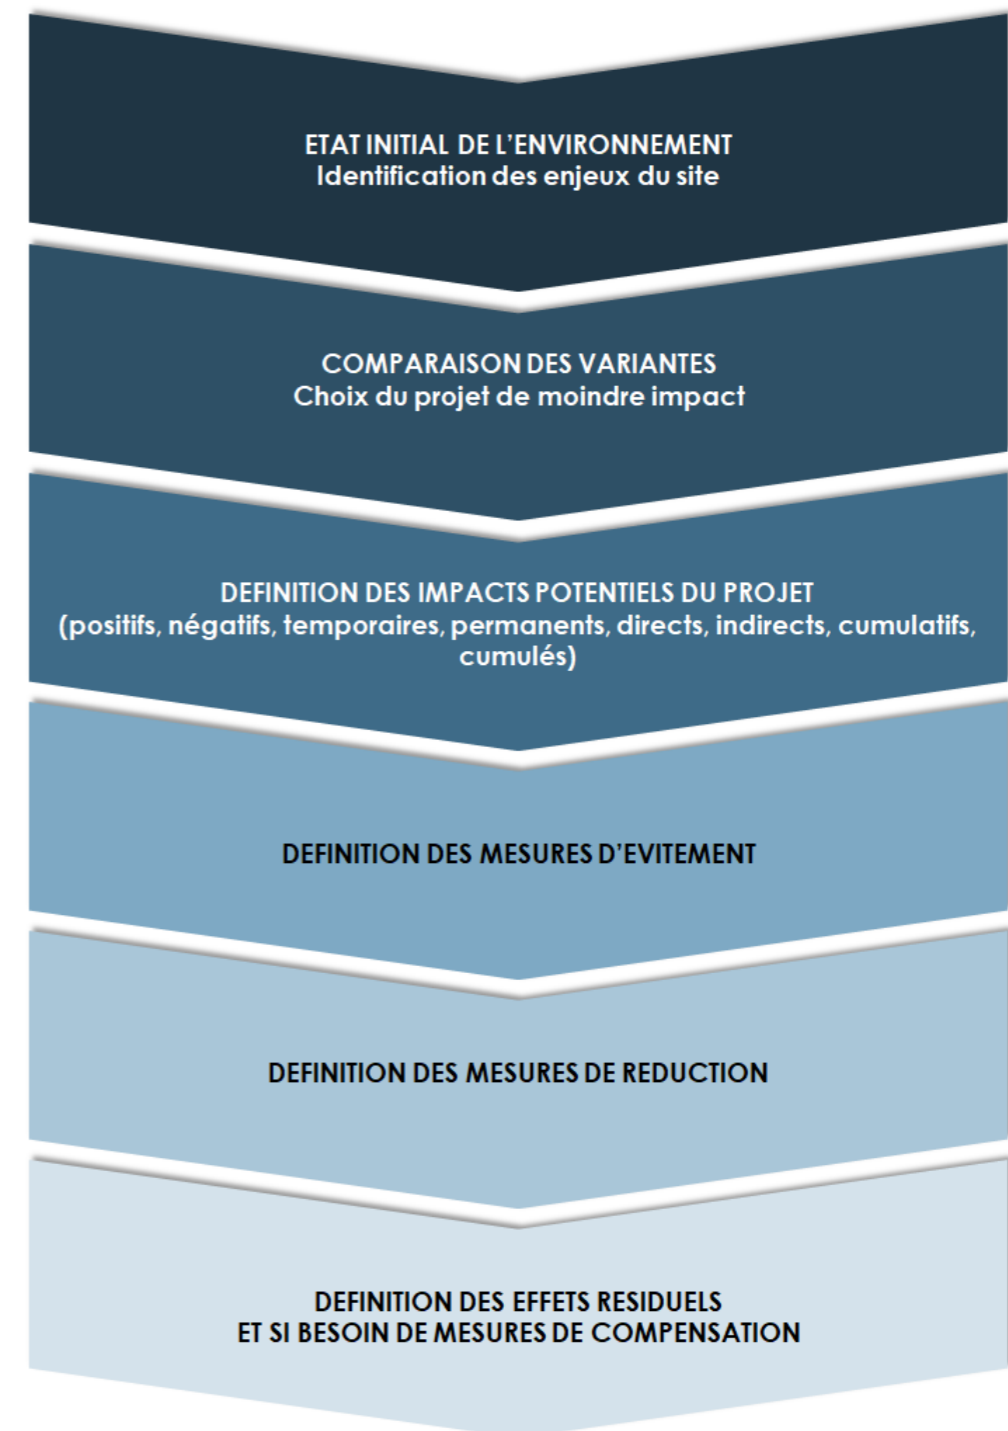 ETAT INITIAL DE L'ENVIRONNEMENT
Identification des enjeux du site
COMPARAISON DES VARIANTES
Choix du projet de moindre impact
DEFINITION DES IMPACTS POTENTIELS DU PROJET
(positifs, négatifs, temporaires, permanents, directs, indirects, cumulatifs,
cumulés)
DEFINITION DES MESURES D'EVITEMENT
DEFINITION DES MESURES DE REDUCTION
DEFINITION DES EFFETS RESIDUELS
ET SI BESOIN DE MESURES DE COMPENSATION